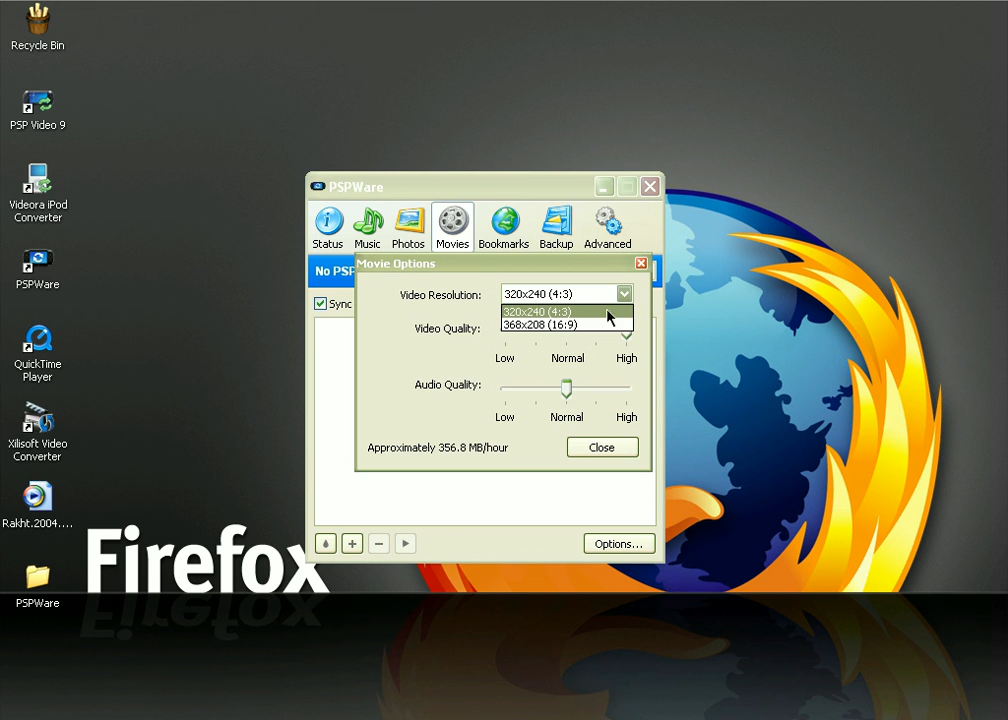 Recycle Bin
PSP Video 9
Videora iPod
Converter
PSPWare
QuickTime
Player
Xilisoft Video
Converter
Rakht.2004....
PSPWare
Firefox
PSPWare
Status Music Photos Movies Bookmarks Backup Advanced
No PSP
Sync
Movie Options
Video Resolution: 320x240 (4:3)
320x240 (4:3)
368x208 (16:9)
Video Quality:
Low Normal High
Audio Quality:
Low Normal High
Approximately 356.8 MB/hour Close
Options...